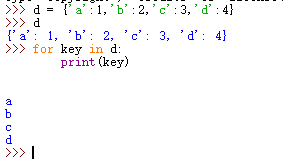 >>> d = {'a':1,'b':2,'c':3,'d':4}
>>> d
{'a': 1, 'b': 2, 'c': 3, 'd': 4}
>>> for key in d:
        print(key)
a
b
c
d
>>>